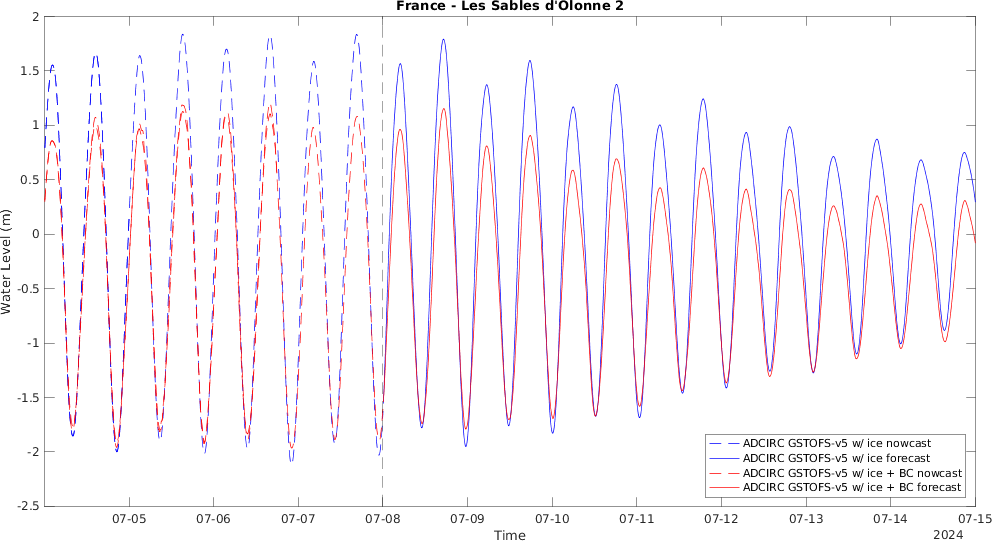 France - Les Sables d'Olonne 2
2
1.5
1
0.5
0
-0.5
-1
-1.5
-2
-2.5
Water Level (m)
ADCIRC GSTOFS-v5 w/ ice nowcast
ADCIRC GSTOFS-v5 w/ ice forecast
ADCIRC GSTOFS-v5 w/ ice + BC nowcast
ADCIRC GSTOFS-v5 w/ ice + BC forecast
07-05 07-06 07-07 07-08 07-09 07-10 07-11 07-12 07-13 07-14 07-15
Time
2024